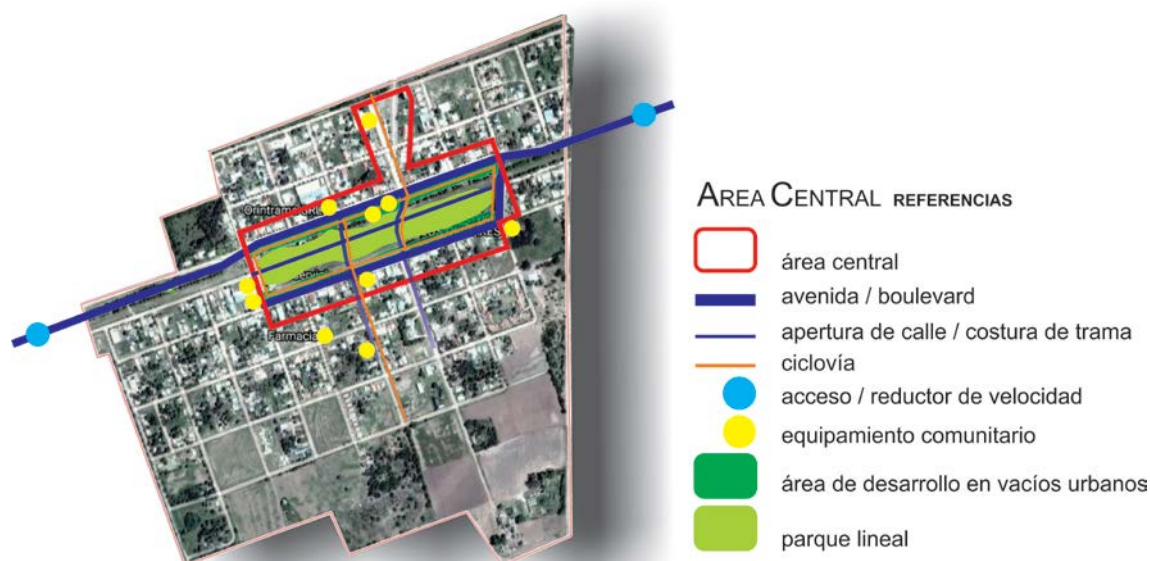 AREA CENTRAL REFERENCIAS
área central
avenida / boulevard
apertura de calle / costura de trama
ciclovía
acceso / reductor de velocidad
equipamiento comunitario
área de desarrollo en vacíos urbanos
parque lineal
Farmacia